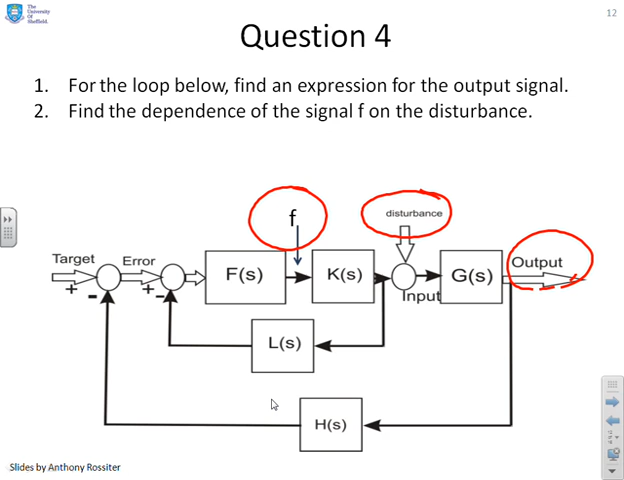 The
University
Of
Sheffield.
12
Question 4
1. For the loop below, find an expression for the output signal.
2. Find the dependence of the signal f on the disturbance.
f
disturbance
Target
Error
Output
F(s)
K(s)
G(s)
+
-
+
-
Input
L(s)
H(s)
Slides by Anthony Rossiter